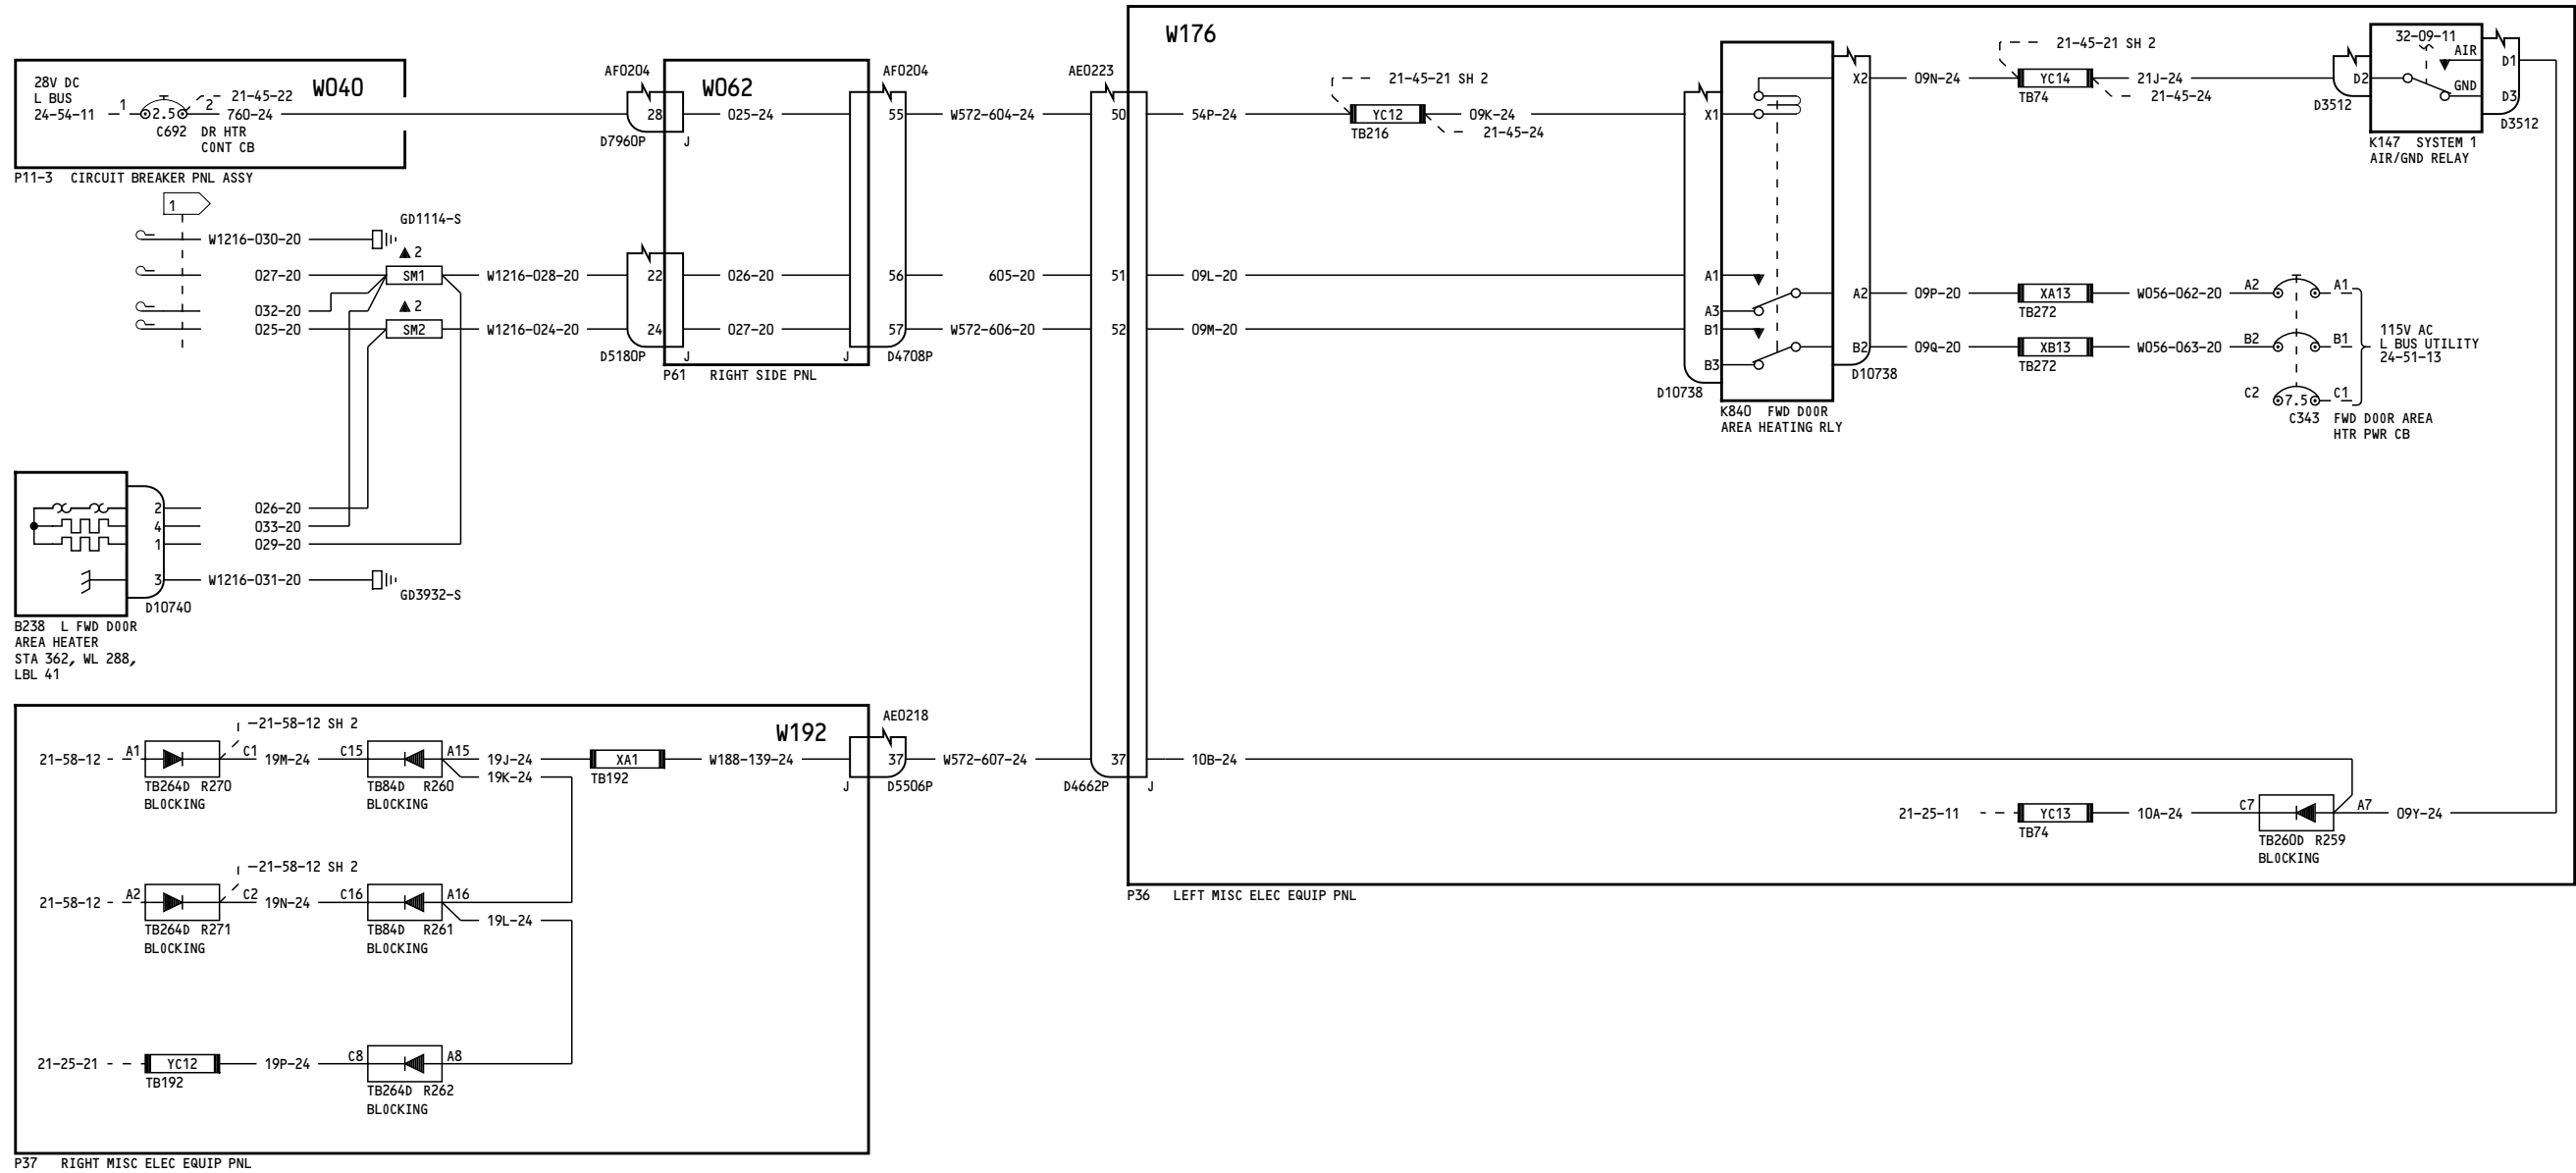 W040
28V DC
L BUS
24-54-11
1
2.5
2
21-45-22
760-24
C692 DR HTR
CONT CB
P11-3 CIRCUIT BREAKER PNL ASSY
AF0204
28
D7960P
J
W062
025-24
AF0204
55
W572-604-24
AE0223
50
1
W1216-030-20
GD1114-S
2
027-20
SM1
W1216-028-20
22
026-20
56
605-20
51
032-20
2
025-20
SM2
W1216-024-20
24
027-20
57
W572-606-20
52
D5180P
J
J
D4708P
P61 RIGHT SIDE PNL
2
026-20
4
033-20
1
029-20
3
W1216-031-20
GD3932-S
D10740
B238 L FWD DOOR
AREA HEATER
STA 362, WL 288,
LBL 41
W176
54P-24
21-45-21 SH 2
YC12
TB216
09K-24
21-45-24
X1
X2
09N-24
21-45-21 SH 2
YC14
TB74
21J-24
21-45-24
D2
D3512
32-09-11
AIR
GND
D1
D3
D3512
K147 SYSTEM 1
AIR/GND RELAY
09L-20
A1
A3
09M-20
B1
B3
D10738
A2
09P-20
XA13
TB272
W056-062-20
A2
A1
B2
09Q-20
XB13
TB272
W056-063-20
B2
B1
115V AC
L BUS UTILITY
24-51-13
D10738
C2
7.5
C1
C343 FWD DOOR AREA
HTR PWR CB
K840 FWD DOOR
AREA HEATING RLY
W192
21-58-12
A1
C1
21-58-12 SH 2
19M-24
C15
A15
19J-24
19K-24
XA1
TB192
W188-139-24
AE0218
37
W572-607-24
37
10B-24
TB264D R270
BLOCKING
TB84D R260
BLOCKING
J
D5506P
D4662P
J
21-25-11
YC13
TB74
10A-24
C7
A7
09Y-24
TB260D R259
BLOCKING
P36 LEFT MISC ELEC EQUIP PNL
21-58-12
A2
C2
21-58-12 SH 2
19N-24
C16
A16
19L-24
TB264D R271
BLOCKING
TB84D R261
BLOCKING
21-25-21
YC12
TB192
19P-24
C8
A8
TB264D R262
BLOCKING
P37 RIGHT MISC ELEC EQUIP PNL